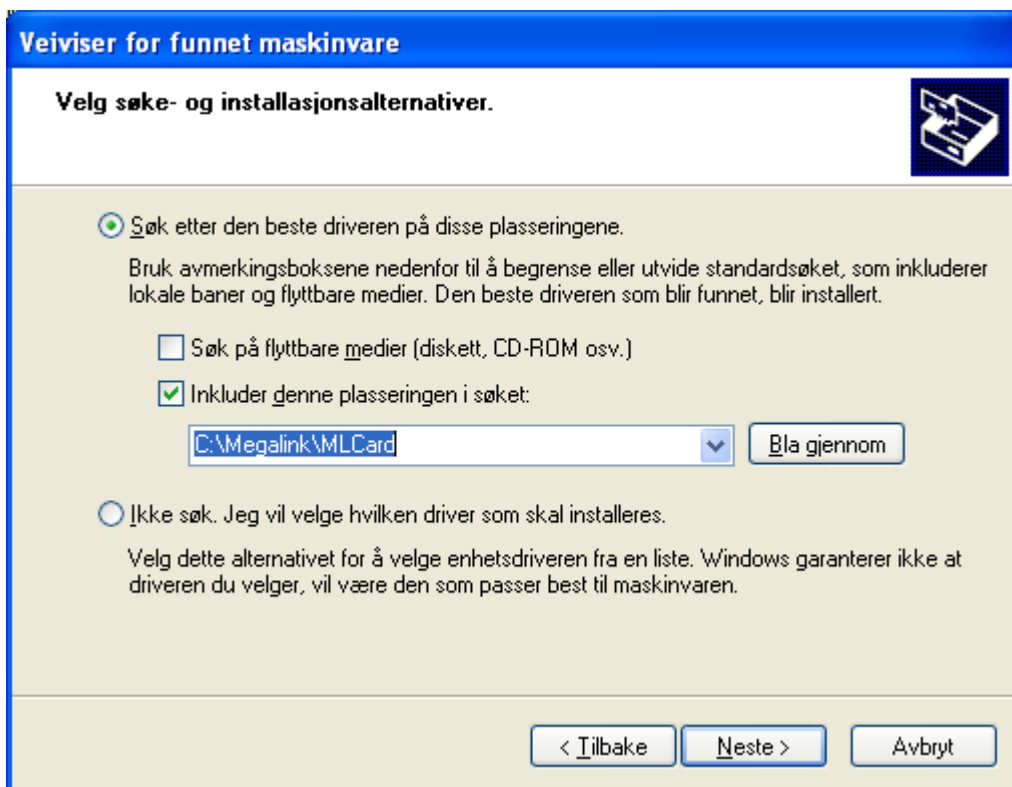 Veiviser for funnet maskinvare
Velg søke- og installasjonsalternativer.
Søk etter den beste driveren på disse plasseringene.
Bruk avmerkingsboksene nedenfor til å begrense eller utvide standardsøket, som inkluderer
lokale baner og flyttbare medier. Den beste driveren som blir funnet, blir installert.
Søk på flyttbare medier (diskett, CD-ROM osv.)
Inkluder denne plasseringen i søket:
C:\Megalink\MLCard
Bla gjennom
Ikke søk. Jeg vil velge hvilken driver som skal installeres.
Velg dette alternativet for å velge enhetsdriveren fra en liste. Windows garanterer ikke at
driveren du velger, vil være den som passer best til maskinvaren.
< Tilbake Neste > Avbryt